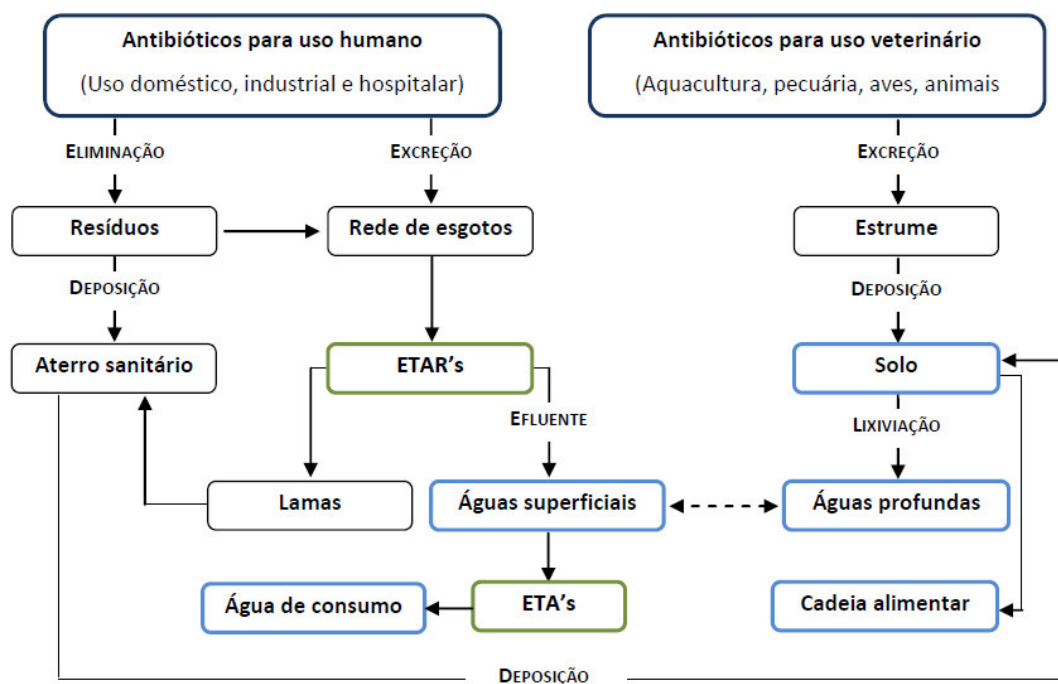 Antibióticos para uso humano
(Uso doméstico, industrial e hospitalar)
Antibióticos para uso veterinário
(Aquacultura, pecuária, aves, animais
ELIMINAÇÃO
EXCREÇÃO
EXCREÇÃO
Resíduos
Rede de esgotos
Estrume
DEPOSIÇÃO
DEPOSIÇÃO
Aterro sanitário
ETAR's
Solo
EFLUENTE
LIXIVIAÇÃO
Lamas
Águas superficiais
Águas profundas
Água de consumo
ETA's
Cadeia alimentar
DEPOSIÇÃO